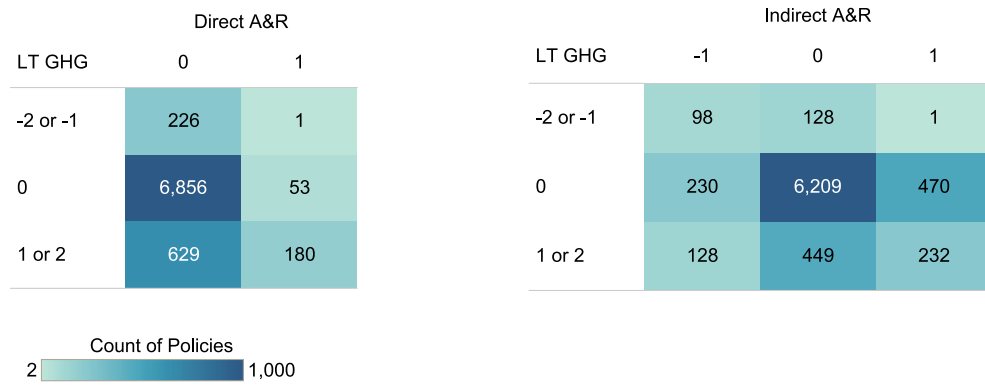 Direct A&R
LT GHG 0 1
-2 or -1 226 1
0 6,856 53
1 or 2 629 180
Indirect A&R
LT GHG -1 0 1
-2 or -1 98 128 1
0 230 6,209 470
1 or 2 128 449 232
Count of Policies
2 1,000